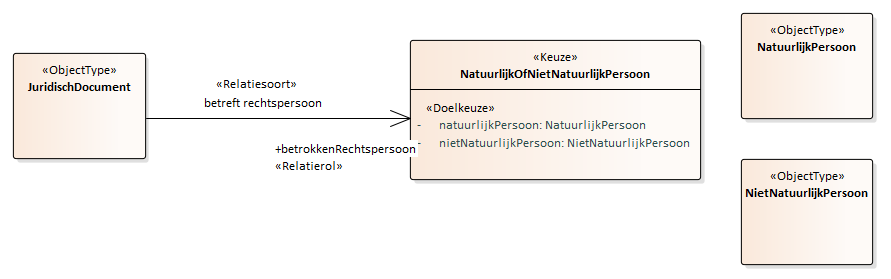 «ObjectType»
JuridischDocument
«Relatiesoort»
betreft rechtspersoon
+betrokkenRechtspersoon
«Relatierol»
«Keuze»
NatuurlijkOfNietNatuurlijkPersoon
«Doelkeuze»
- natuurlijkPersoon: NatuurlijkPersoon
- nietNatuurlijkPersoon: NietNatuurlijkPersoon
«ObjectType»
NatuurlijkPersoon
«ObjectType»
NietNatuurlijkPersoon